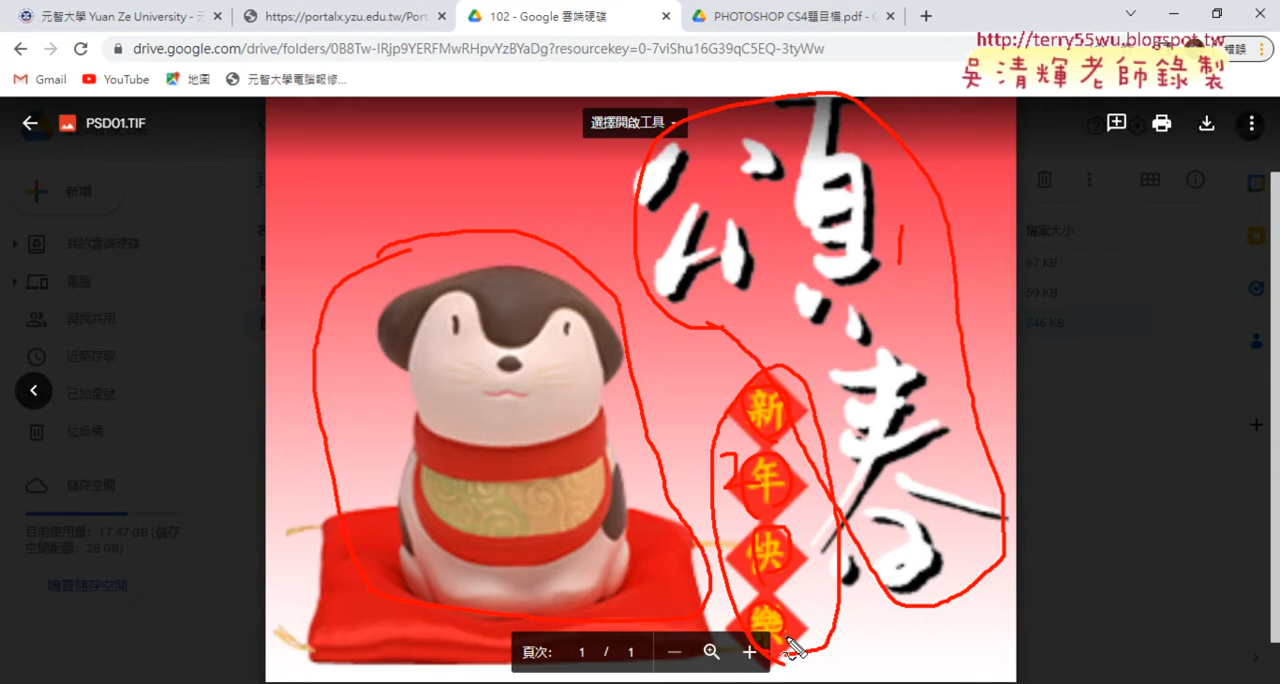 元智大學 Yuan Ze University - 元
https://portalx.yzu.edu.tw/Port
102 - Google 雲端硬碟
PHOTOSHOP CS4題目檔.pdf - G
drive.google.com/drive/folders/0B8Tw-IRjp9YERFMwRHpvYzBYaDg?resourcekey=0-7viShu16G39qC5EQ-3tyWw
http://terry55wu.blogspot.tw
吳清輝老師錄製
錯誤
Gmail
YouTube
地圖
元智大學電腦報修...
PSD01.TIF
選擇開啟工具
新增
我的雲端硬碟
電腦
與我共用
近期存取
已加星號
垃圾桶
儲存空間
目前使用量：17.47 GB (儲存
空間配額：28 GB)
購買儲存空間
檔案大小
67 KB
59 KB
246 KB
頌春
1
2
新年快樂
頁次： 1 / 1